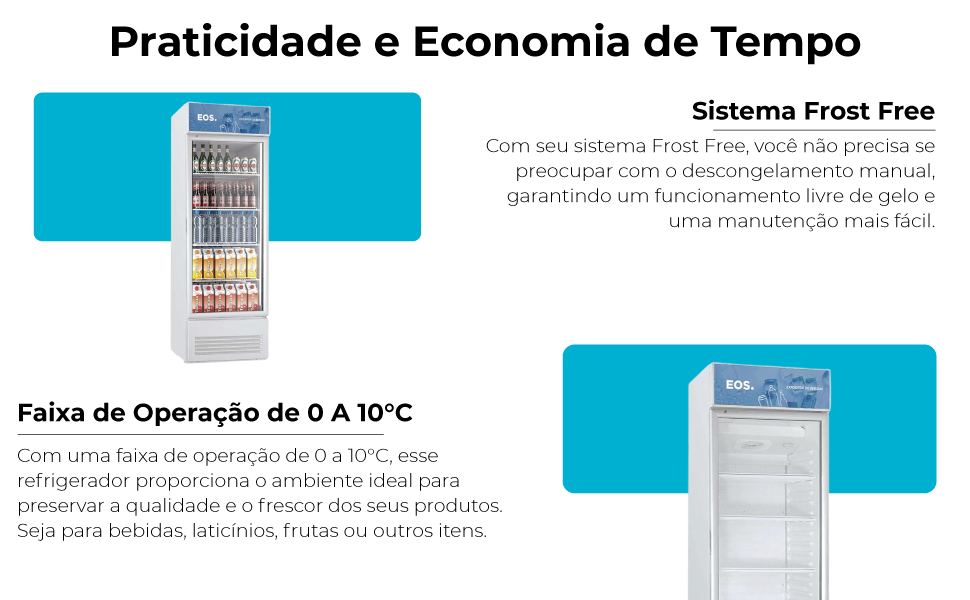 Praticidade e Economia de Tempo
EOS.
Sistema Frost Free
Com seu sistema Frost Free, você não precisa se
preocupar com o descongelamento manual,
garantindo um funcionamento livre de gelo e
uma manutenção mais fácil.
Faixa de Operação de 0 A 10°C
Com uma faixa de operação de 0 a 10°C, esse
refrigerador proporciona o ambiente ideal para
preservar a qualidade e o frescor dos seus produtos.
Seja para bebidas, laticínios, frutas ou outros itens.
EOS.